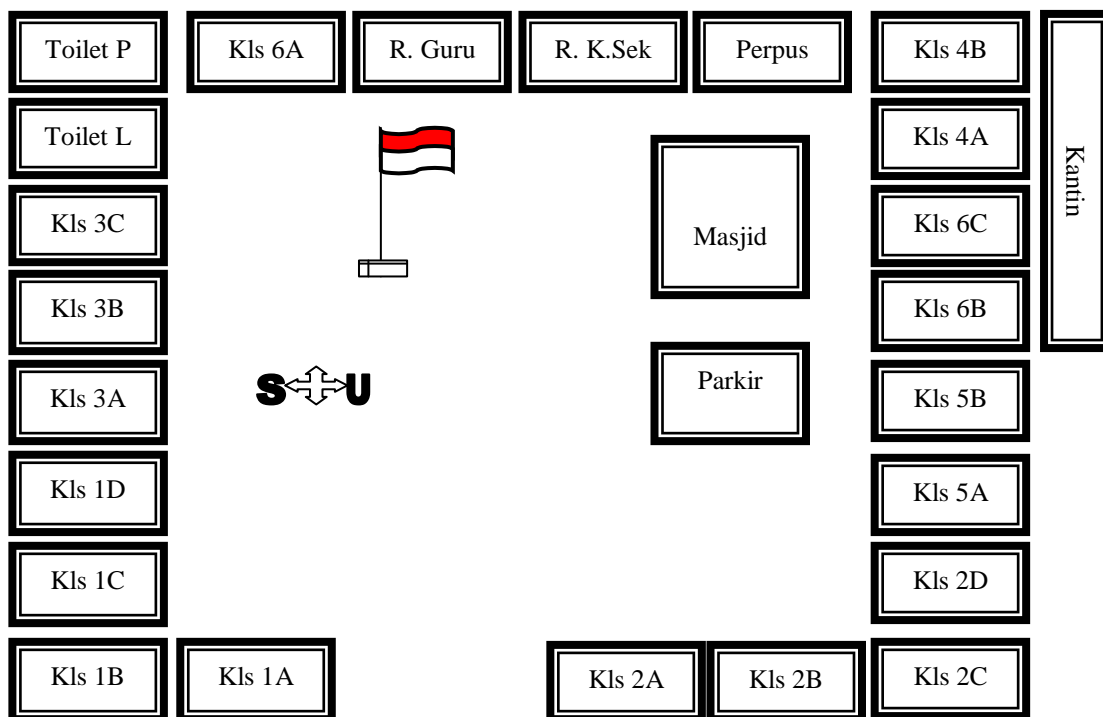 Toilet P
Kls 6A
R. Guru
R. K.Sek
Perpus
Kls 4B
Toilet L
Kls 4A
Kantin
Kls 3C
Masjid
Kls 6C
Kls 3B
Kls 6B
Kls 3A
S U
Parkir
Kls 5B
Kls 1D
Kls 5A
Kls 1C
Kls 2D
Kls 1B
Kls 1A
Kls 2A
Kls 2B
Kls 2C